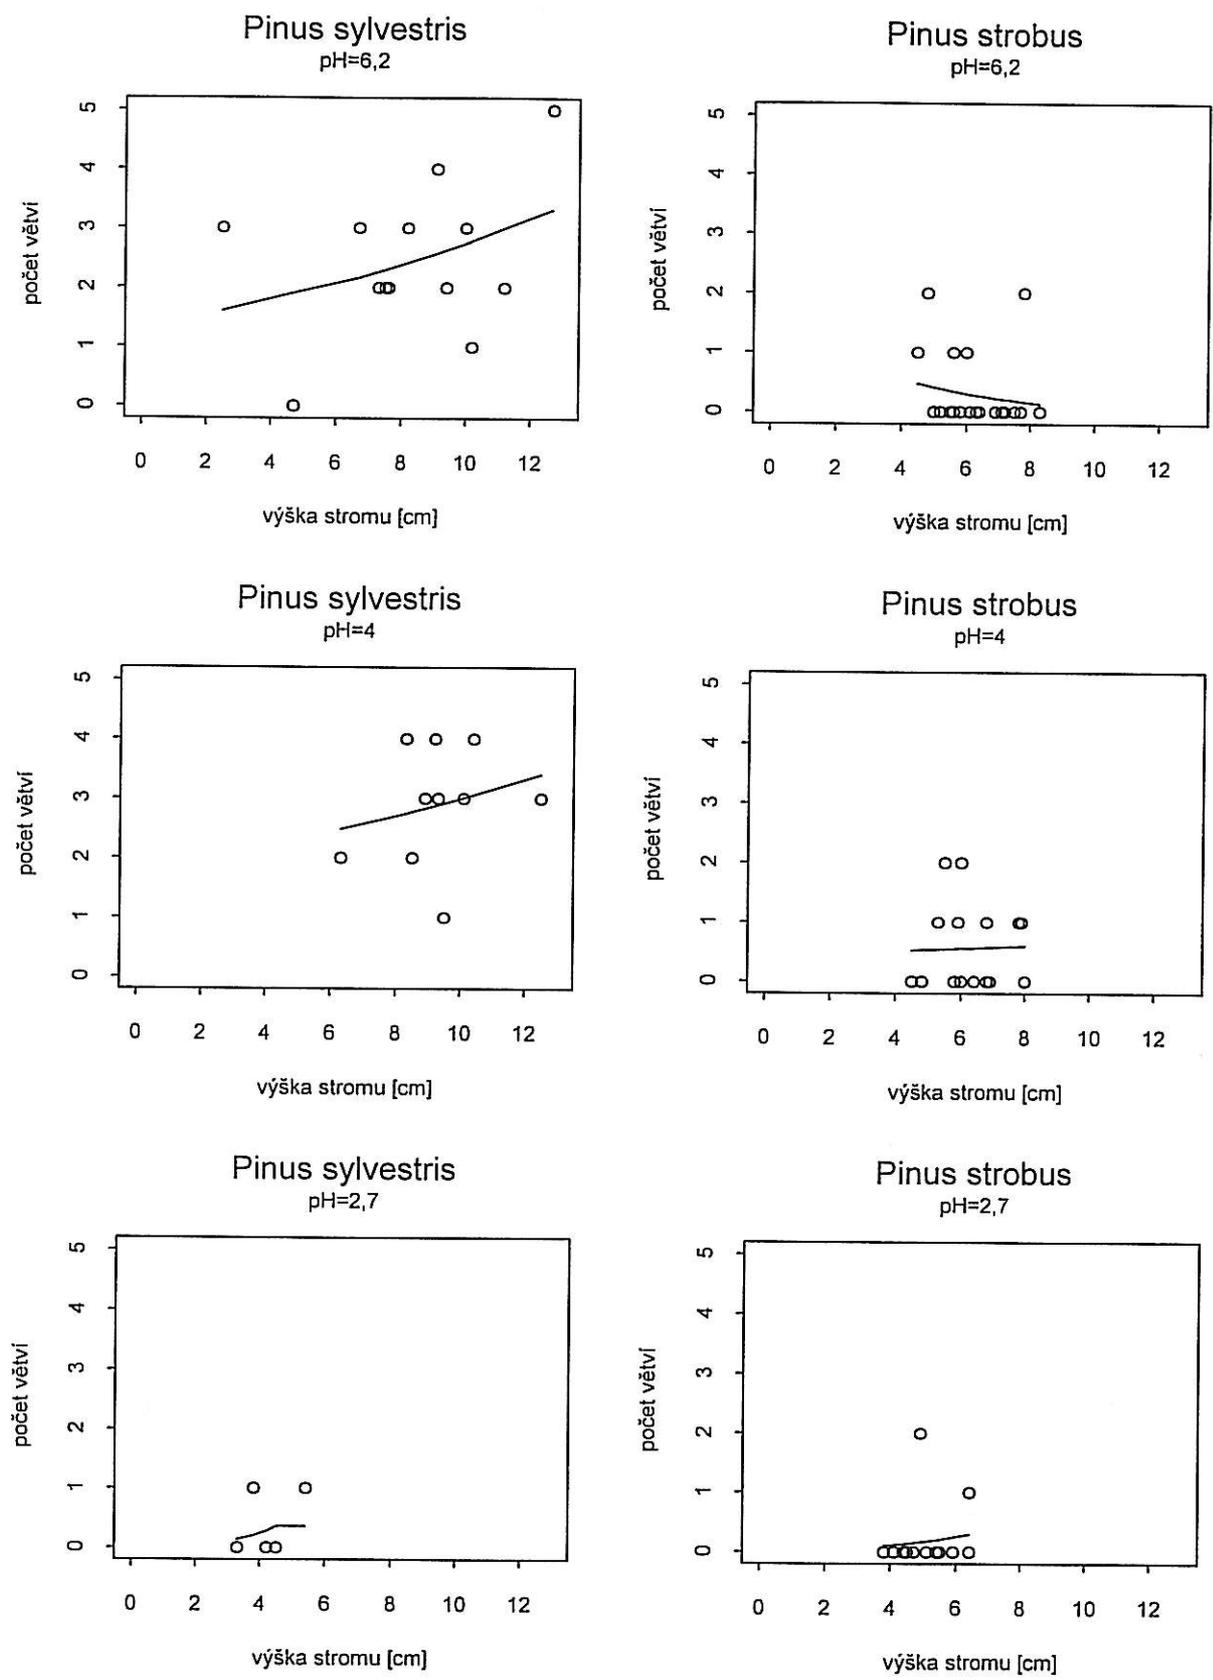 Pinus sylvestris
pH=6,2
počet větví
5
4
3
2
1
0
0 2 4 6 8 10 12
výška stromu [cm]
Pinus strobus
pH=6,2
počet větví
5
4
3
2
1
0
0 2 4 6 8 10 12
výška stromu [cm]
Pinus sylvestris
pH=4
počet větví
5
4
3
2
1
0
0 2 4 6 8 10 12
výška stromu [cm]
Pinus strobus
pH=4
počet větví
5
4
3
2
1
0
0 2 4 6 8 10 12
výška stromu [cm]
Pinus sylvestris
pH=2,7
počet větví
5
4
3
2
1
0
0 2 4 6 8 10 12
výška stromu [cm]
Pinus strobus
pH=2,7
počet větví
5
4
3
2
1
0
0 2 4 6 8 10 12
výška stromu [cm]